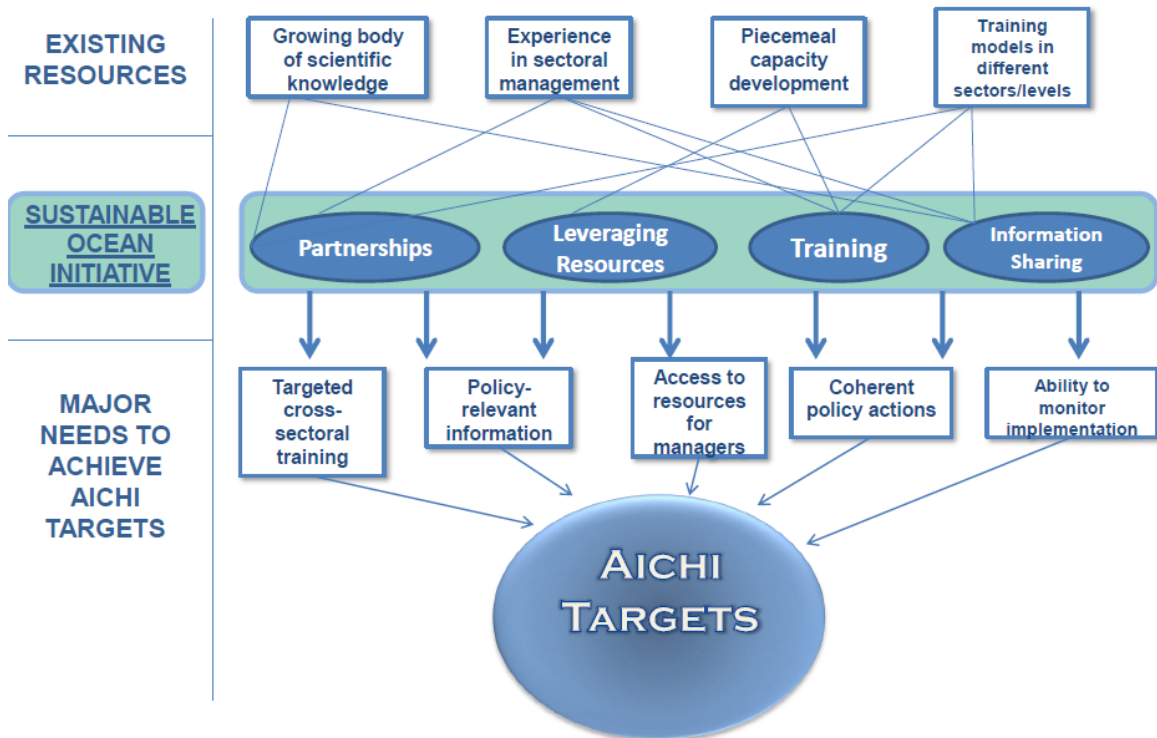 EXISTING
RESOURCES
Growing body
of scientific
knowledge
Experience
in sectoral
management
Piecemeal
capacity
development
Training
models in
different
sectors/levels
SUSTAINABLE
OCEAN
INITIATIVE
Partnerships
Leveraging
Resources
Training
Information
Sharing
MAJOR
NEEDS TO
ACHIEVE
AICHI
TARGETS
Targeted
cross-
sectoral
training
Policy-
relevant
information
Access to
resources
for
managers
Coherent
policy actions
Ability to
monitor
implementation
AICHI
TARGETS